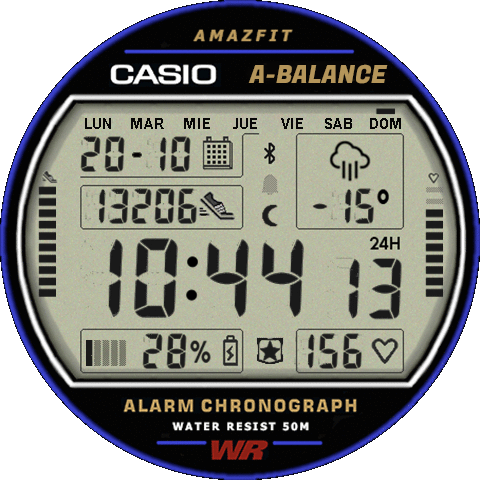 AMAZFIT
CASIO A-BALANCE
LUN MAR MIE JUE VIE SAB DOM
20-10
13206 -15°
24H
10:44 13
28% 156
ALARM CHRONOGRAPH
WATER RESIST 50M
WR